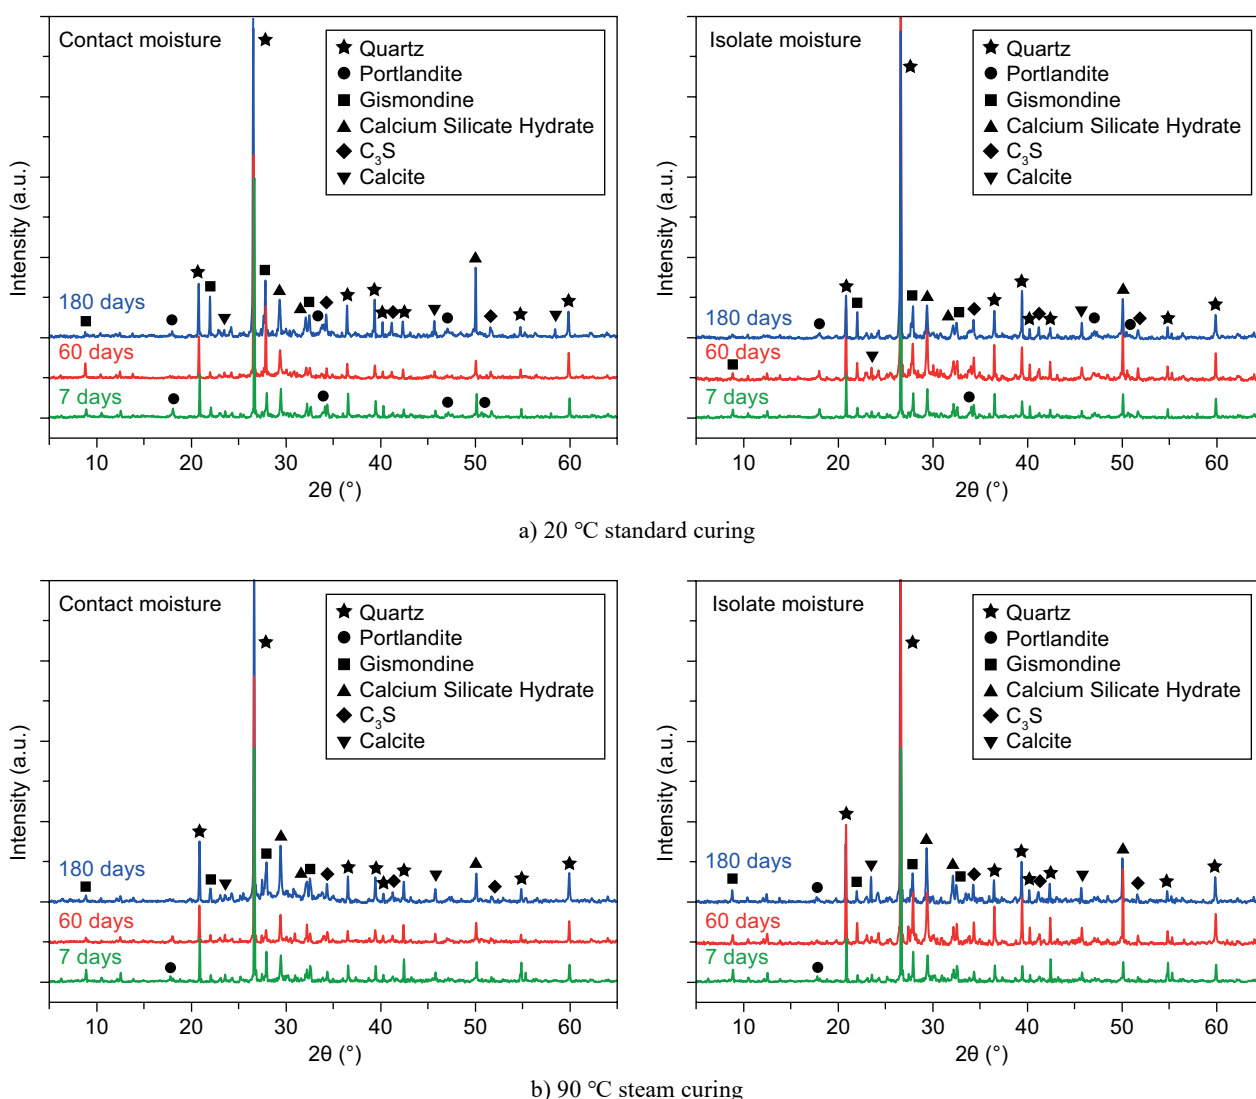 Contact moisture
Quartz
Portlandite
Gismondine
Calcium Silicate Hydrate
C₃S
Calcite
Intensity (a.u.)
180 days
60 days
7 days
10 20 30 40 50 60
2θ (°)
Isolate moisture
Quartz
Portlandite
Gismondine
Calcium Silicate Hydrate
C₃S
Calcite
Intensity (a.u.)
180 days
60 days
7 days
10 20 30 40 50 60
2θ (°)
a) 20 ℃ standard curing
Contact moisture
Quartz
Portlandite
Gismondine
Calcium Silicate Hydrate
C₃S
Calcite
Intensity (a.u.)
180 days
60 days
7 days
10 20 30 40 50 60
2θ (°)
Isolate moisture
Quartz
Portlandite
Gismondine
Calcium Silicate Hydrate
C₃S
Calcite
Intensity (a.u.)
180 days
60 days
7 days
10 20 30 40 50 60
2θ (°)
b) 90 ℃ steam curing